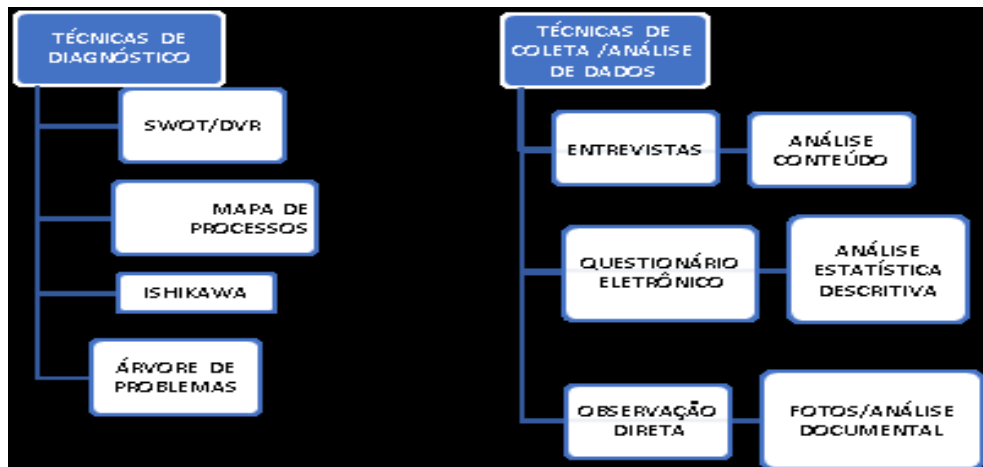 TÉCNICAS DE
DIAGNÓSTICO
SWOT/DVR
MAPA DE
PROCESSOS
ISHIKAWA
ÁRVORE DE
PROBLEMAS
TÉCNICAS DE
COLETA /ANÁLISE
DE DADOS
ENTREVISTAS
ANÁLISE
CONTEÚDO
QUESTIONÁRIO
ELETRÔNICO
ANÁLISE
ESTATÍSTICA
DESCRITIVA
OBSERVAÇÃO
DIRETA
FOTOS/ANÁLISE
DOCUMENTAL